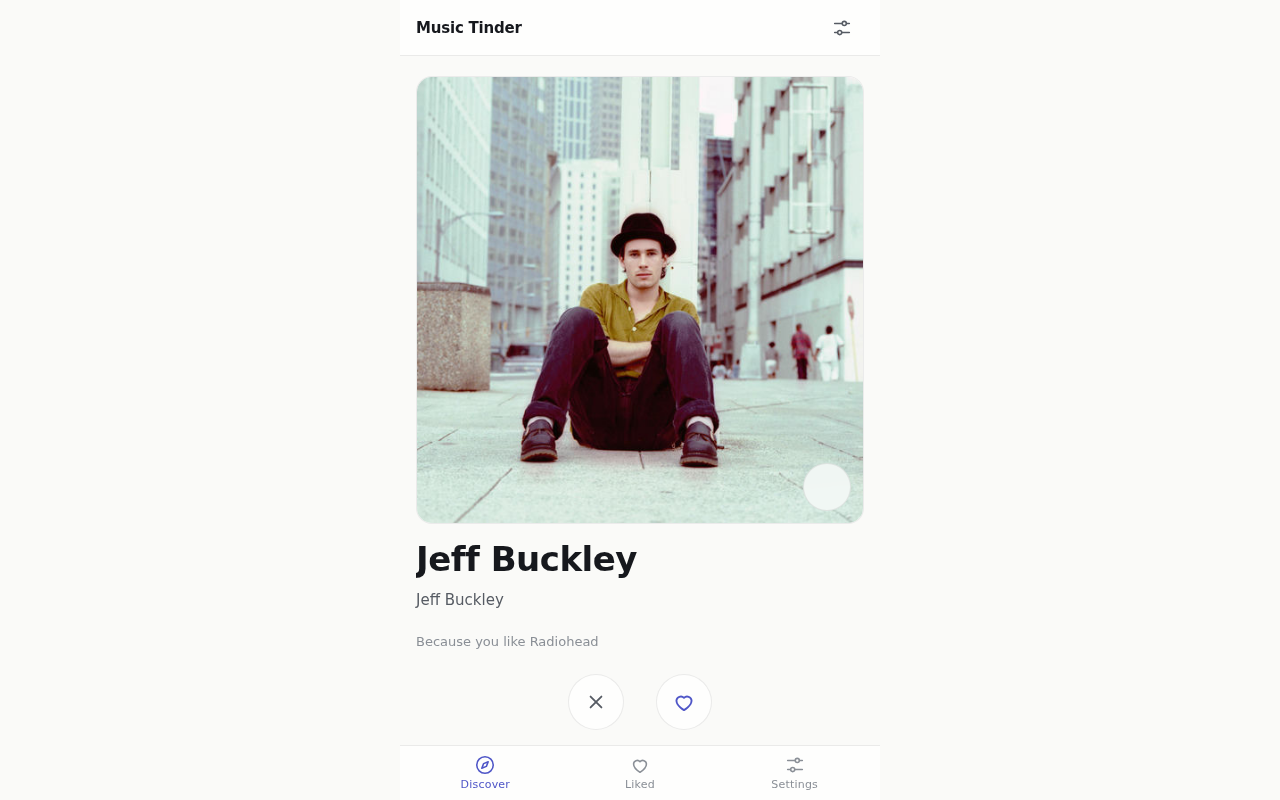 Music Tinder
Jeff Buckley
Jeff Buckley
Because you like Radiohead
Discover
Liked
Settings